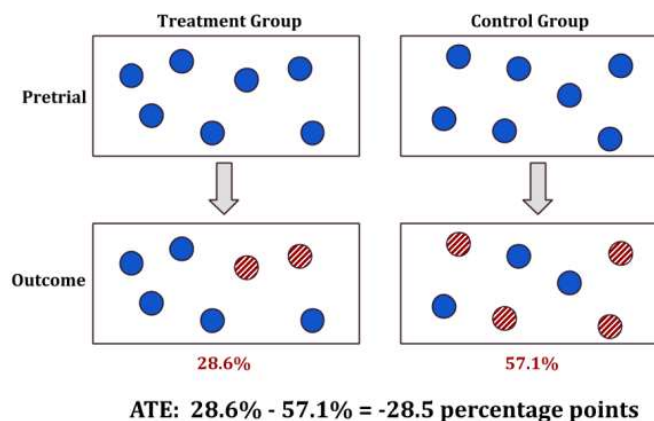 Treatment Group
Control Group
Pretrial
Outcome
28.6%
57.1%
ATE: 28.6% - 57.1% = -28.5 percentage points